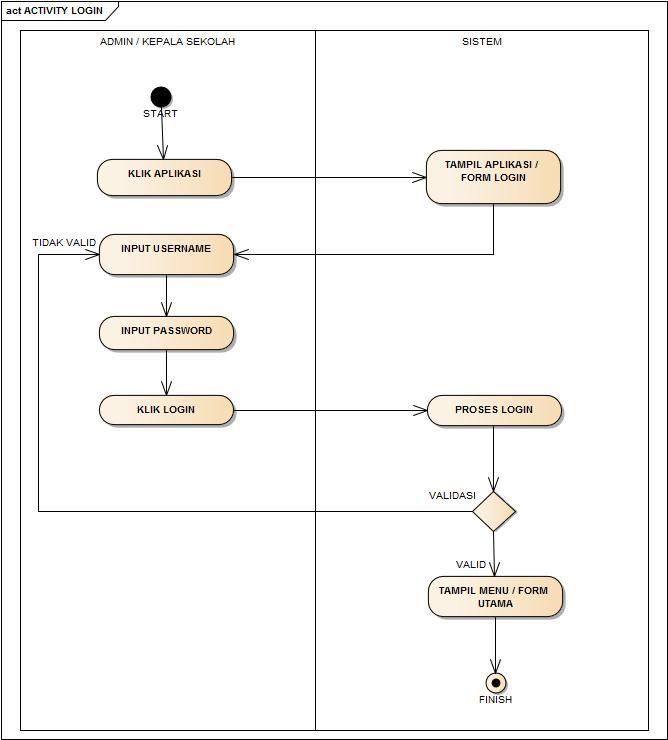 act ACTIVITY LOGIN
ADMIN / KEPALA SEKOLAH
SISTEM
START
KLIK APLIKASI
TAMPIL APLIKASI /
FORM LOGIN
TIDAK VALID
INPUT USERNAME
INPUT PASSWORD
KLIK LOGIN
PROSES LOGIN
VALIDASI
VALID
TAMPIL MENU / FORM
UTAMA
FINISH